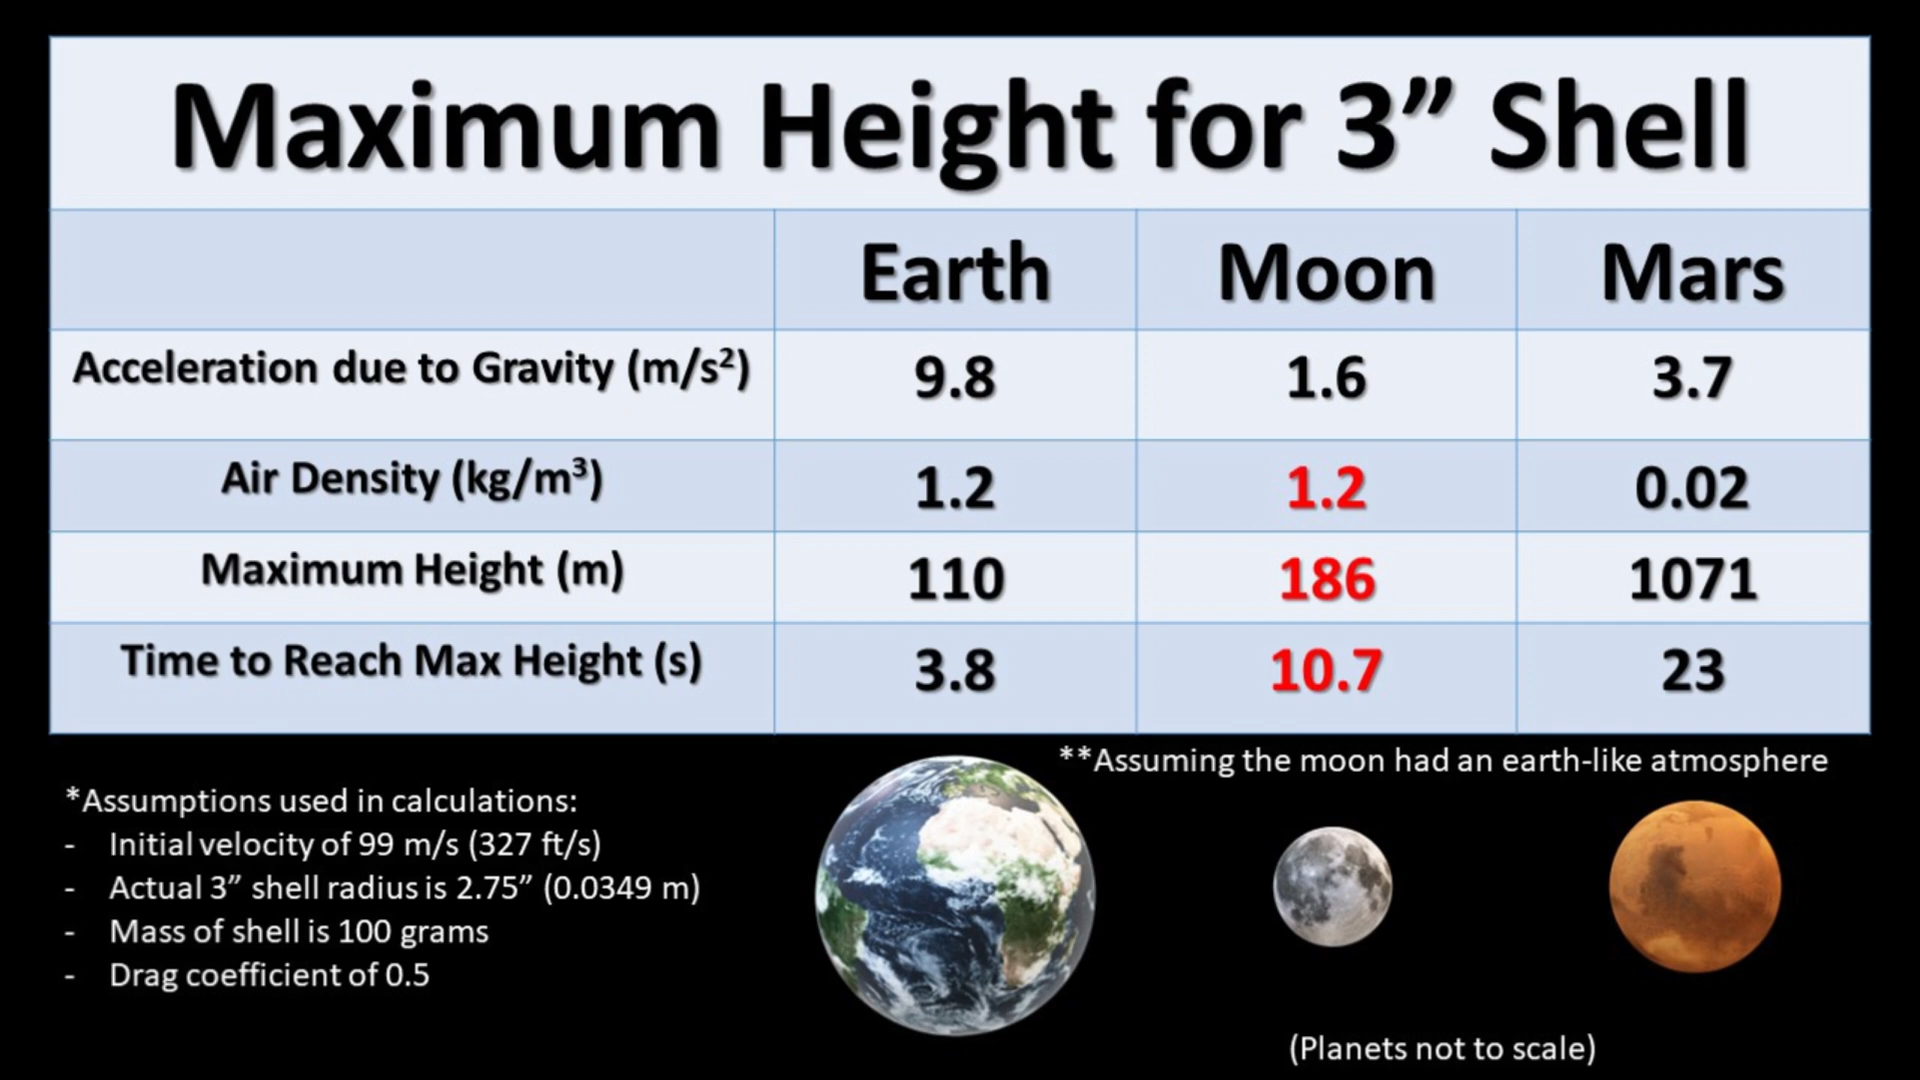 Maximum Height for 3” Shell
Earth Moon Mars
Acceleration due to Gravity (m/s²) 9.8 1.6 3.7
Air Density (kg/m³) 1.2 1.2 0.02
Maximum Height (m) 110 186 1071
Time to Reach Max Height (s) 3.8 10.7 23
**Assuming the moon had an earth-like atmosphere
*Assumptions used in calculations:
- Initial velocity of 99 m/s (327 ft/s)
- Actual 3” shell radius is 2.75” (0.0349 m)
- Mass of shell is 100 grams
- Drag coefficient of 0.5
(Planets not to scale)